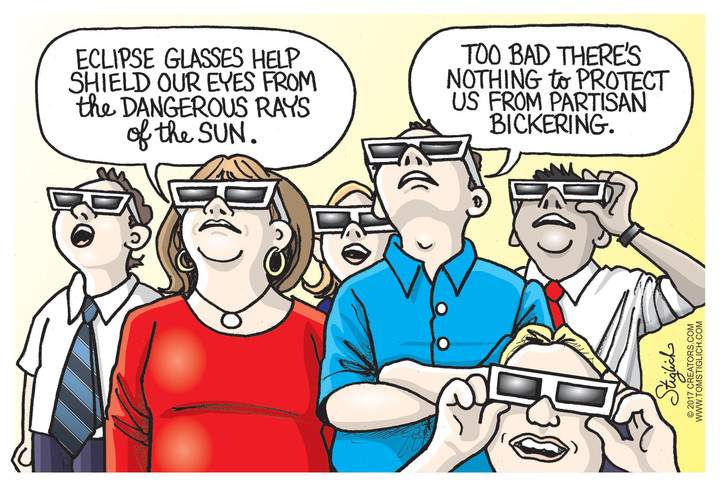 ECLIPSE GLASSES HELP
SHIELD OUR EYES FROM
the DANGEROUS RAYS
of the SUN.
TOO BAD THERE'S
NOTHING to PROTECT
US FROM PARTISAN
BICKERING.
Stiglich
© 2017 CREATORS.COM
WWW.TOMSTIGLICH.COM